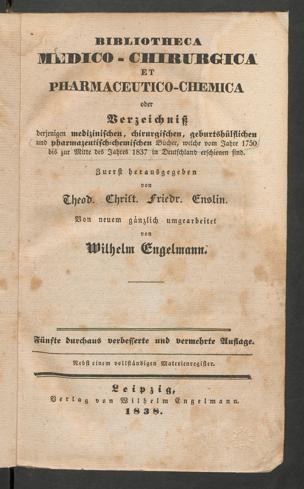 BIBLIOTHECA
MEDICO-CHIRURGICA
ET
PHARMACEUTICO-CHEMICA
oder
Verzeichniß
derjenigen medizinischen, chirurgischen, geburtshülflichen
und pharmazeutisch-chemischen Bücher, welche vom Jahre 1750
bis zur Mitte des Jahres 1837 in Deutschland erschienen sind.
Zuerst herausgegeben
von
Theod. Christ. Friedr. Enslin.
Von neuem gänzlich umgearbeitet
von
Wilhelm Engelmann.
Fünfte durchaus verbesserte und vermehrte Auflage.
Nebst einem vollständigen Materienregister.
Leipzig,
Verlag von Wilhelm Engelmann.
1838.